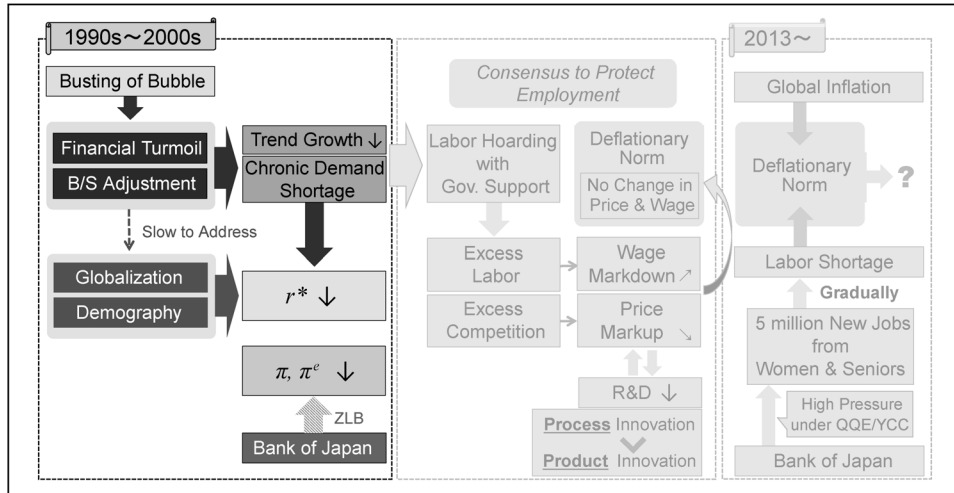 1990s～2000s
Busting of Bubble
Financial Turmoil
B/S Adjustment
Slow to Address
Globalization
Demography
Trend Growth ↓
Chronic Demand
Shortage
r* ↓
π, πᵉ ↓
ZLB
Bank of Japan
Consensus to Protect
Employment
Labor Hoarding
with
Gov. Support
Deflationary
Norm
No Change in
Price & Wage
Excess
Labor
Wage
Markdown ↗
Excess
Competition
Price
Markup ↘
R&D ↓
Process Innovation
Product Innovation
2013～
Global Inflation
Deflationary
Norm
?
Labor Shortage
Gradually
5 million New Jobs
from
Women & Seniors
High Pressure
under QQE/YCC
Bank of Japan